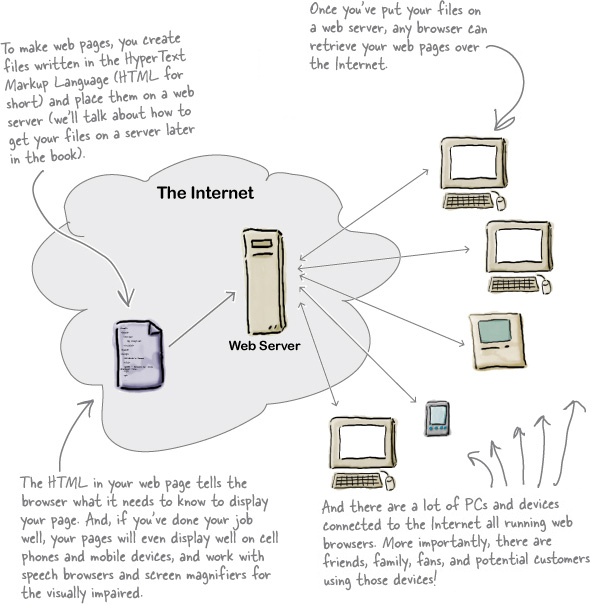 To make web pages, you create
files written in the HyperText
Markup Language (HTML for
short) and place them on a web
server (we'll talk about how to
get your files on a server later
in the book).
Once you've put your files on
a web server, any browser can
retrieve your web pages over
the Internet.
The Internet
Web Server
The HTML in your web page tells the
browser what it needs to know to display
your page. And, if you've done your job
well, your pages will even display well on cell
phones and mobile devices, and work with
speech browsers and screen magnifiers for
the visually impaired.
And there are a lot of PCs and devices
connected to the Internet all running web
browsers. More importantly, there are
friends, family, fans, and potential customers
using those devices!